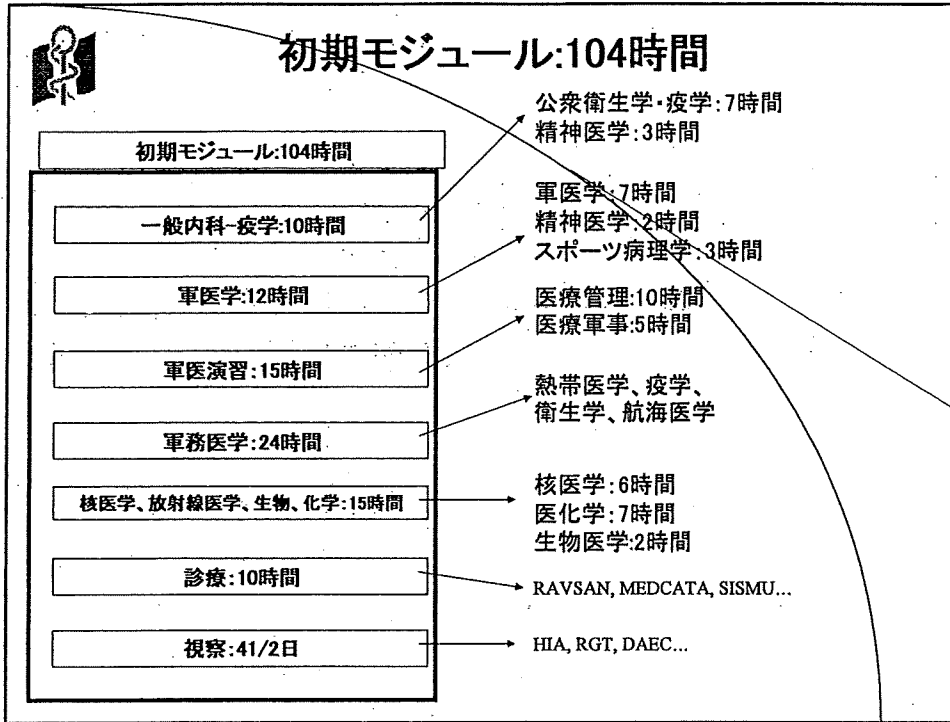 初期モジュール:104時間
初期モジュール:104時間
一般内科-疫学:10時間
軍医学:12時間
軍医演習:15時間
軍務医学:24時間
核医学、放射線医学、生物、化学:15時間
診療:10時間
視察:41/2日
公衆衛生学・疫学:7時間
精神医学:3時間
軍医学:7時間
精神医学:2時間
スポーツ病理学:3時間
医療管理:10時間
医療軍事:5時間
熱帯医学、疫学、
衛生学、航海医学
核医学:6時間
医化学:7時間
生物医学:2時間
RAVSAN, MEDCATA, SISMU...
HIA, RGT, DAEC...